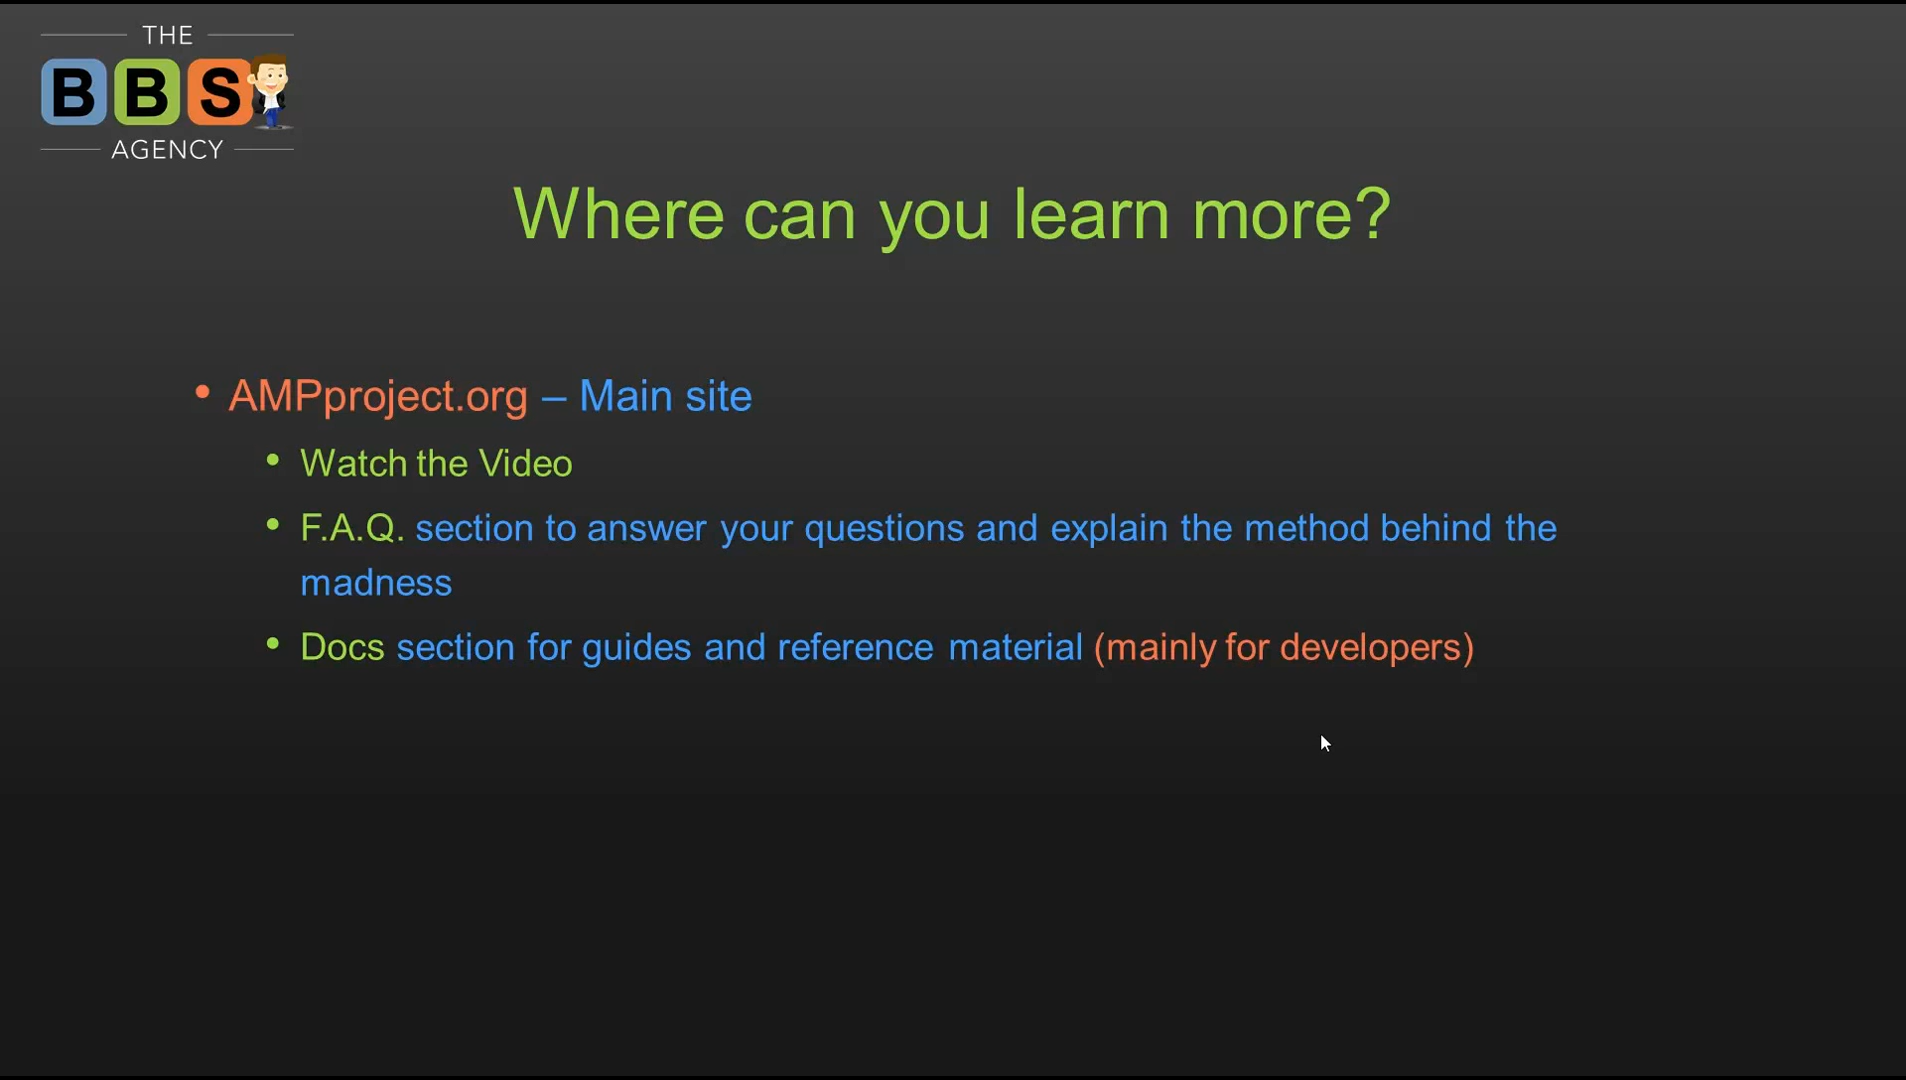 THE
BBS
AGENCY
Where can you learn more?
• AMPproject.org – Main site
• Watch the Video
• F.A.Q. section to answer your questions and explain the method behind the
madness
• Docs section for guides and reference material (mainly for developers)